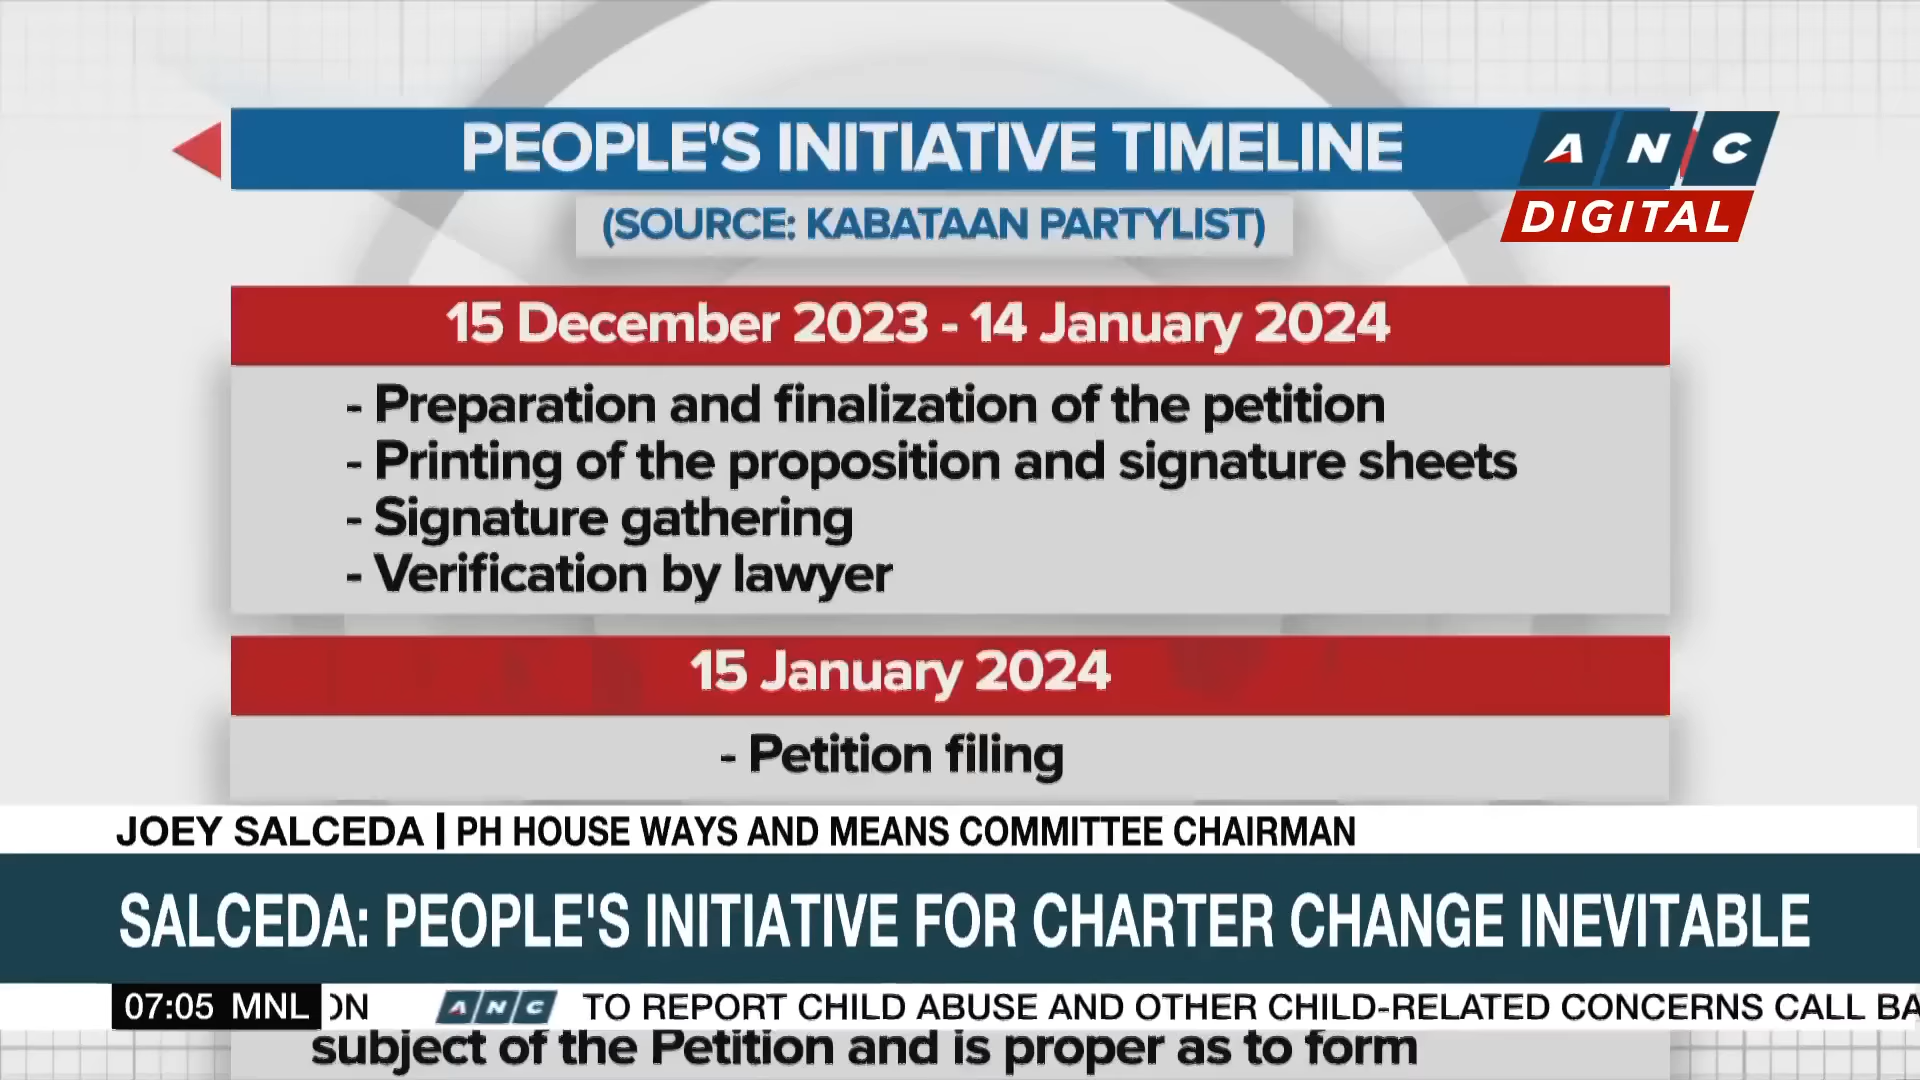 PEOPLE'S INITIATIVE TIMELINE
ANC
DIGITAL
(SOURCE: KABATAAN PARTYLIST)
15 December 2023 - 14 January 2024
- Preparation and finalization of the petition
- Printing of the proposition and signature sheets
- Signature gathering
- Verification by lawyer
15 January 2024
- Petition filing
JOEY SALCEDA | PH HOUSE WAYS AND MEANS COMMITTEE CHAIRMAN
SALCEDA: PEOPLE'S INITIATIVE FOR CHARTER CHANGE INEVITABLE
07:05 MNL ON ANC TO REPORT CHILD ABUSE AND OTHER CHILD-RELATED CONCERNS CALL BA
subject of the Petition and is proper as to form